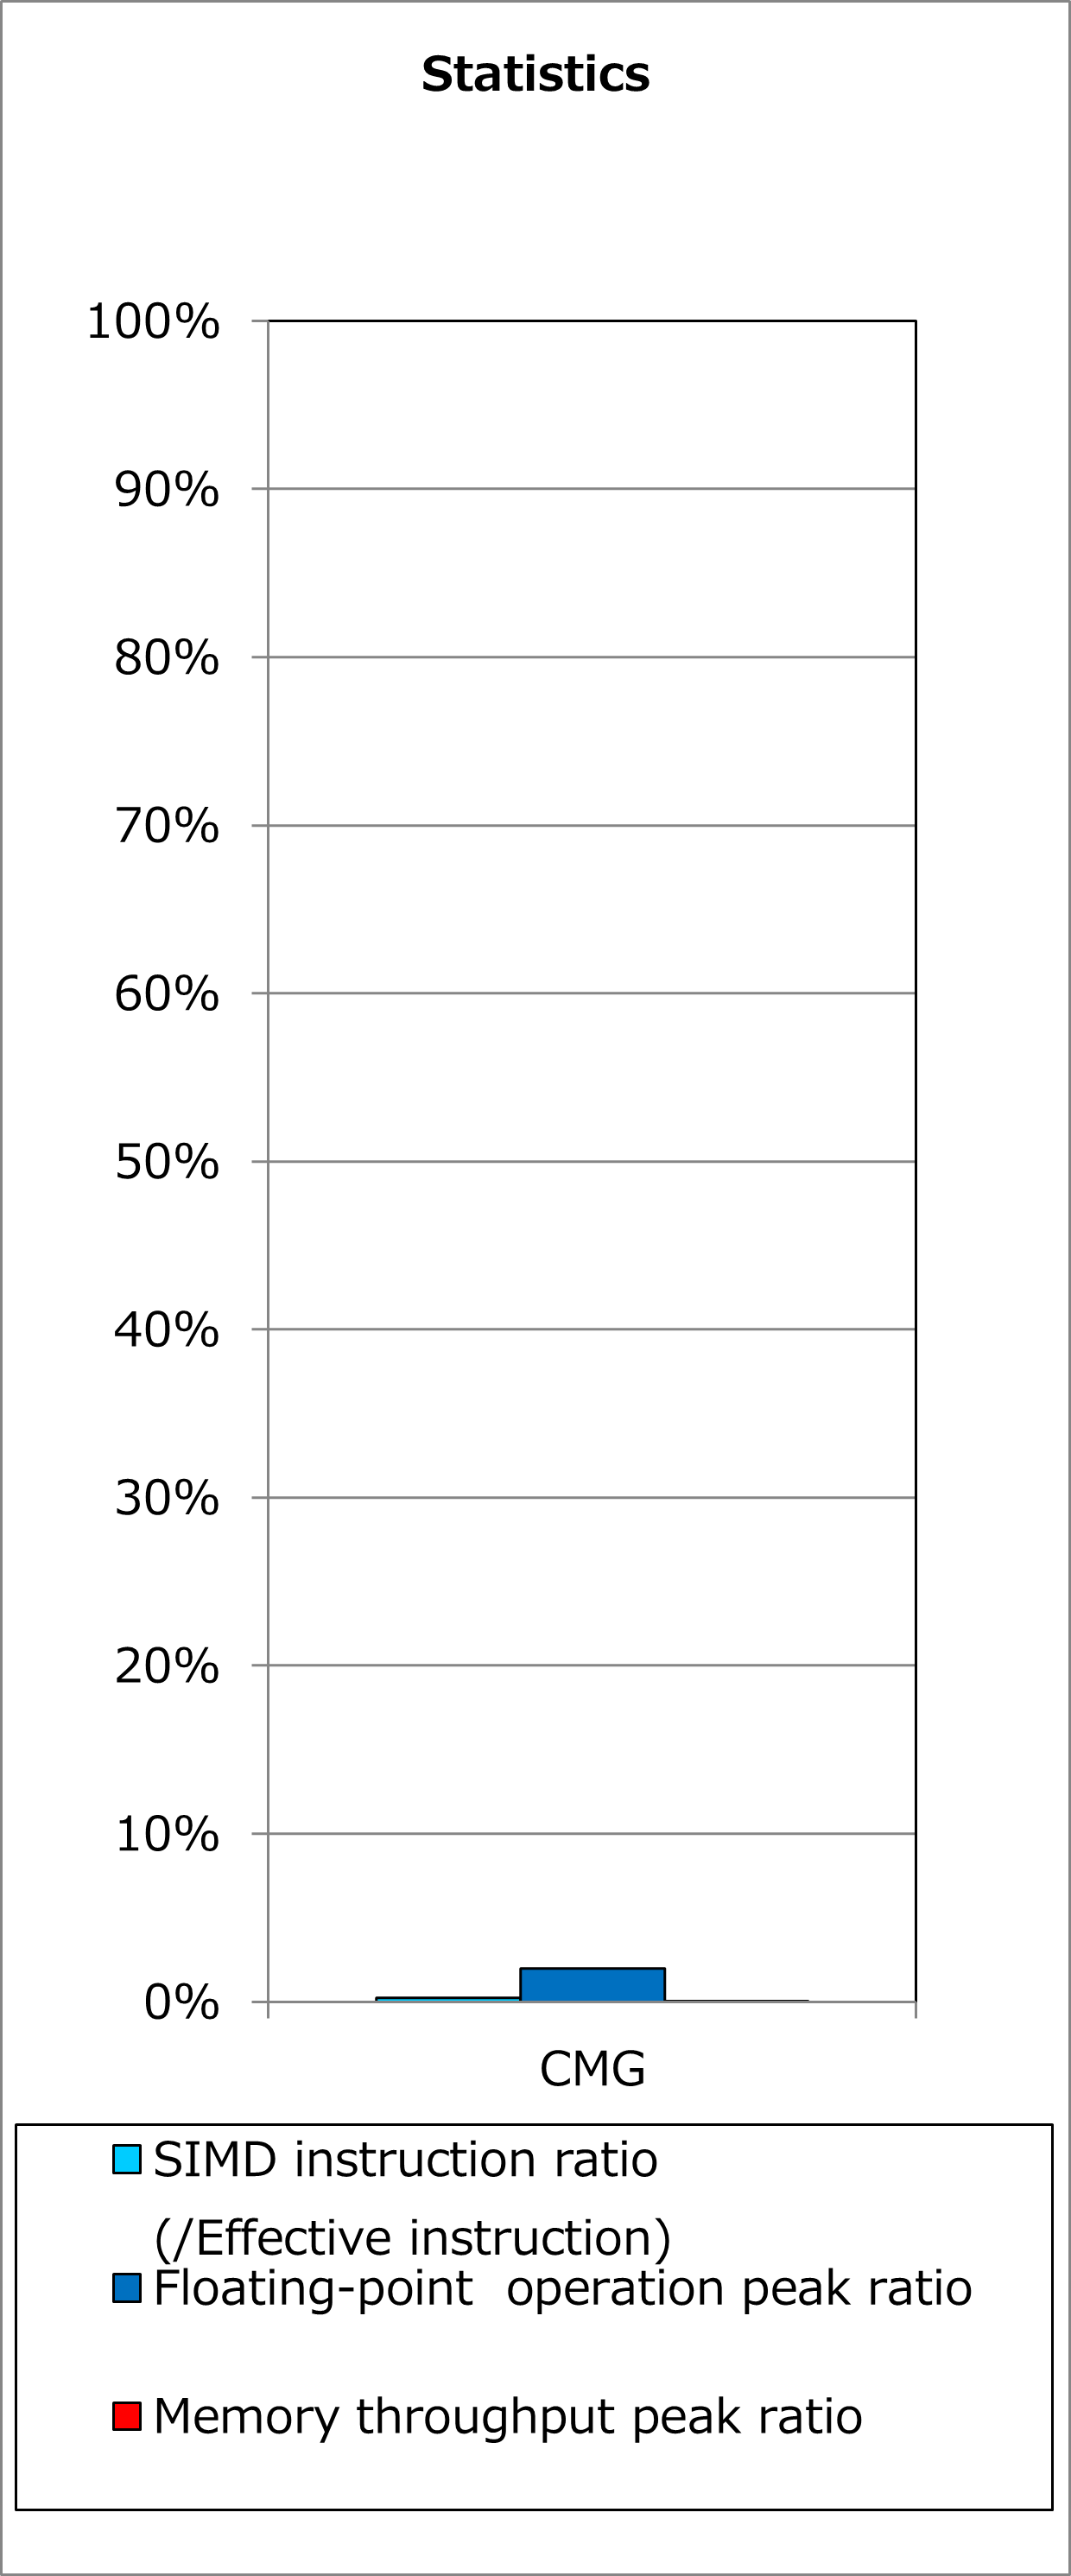 Statistics
100%
90%
80%
70%
60%
50%
40%
30%
20%
10%
0%
CMG
SIMD instruction ratio
(/Effective instruction)
Floating-point  operation peak ratio
Memory throughput peak ratio